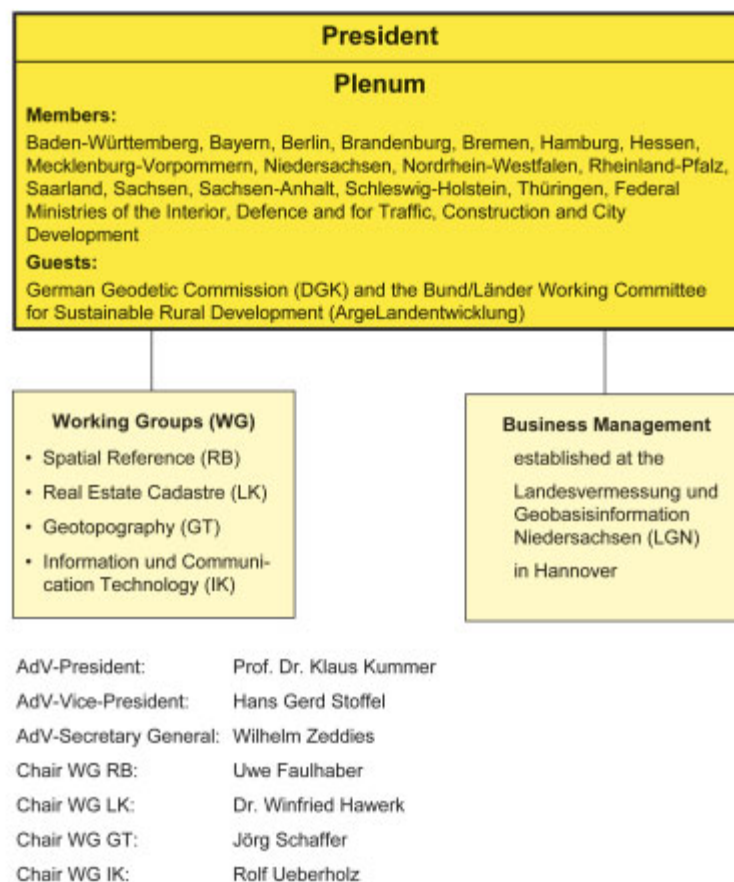 President
Plenum
Members:
Baden-Württemberg, Bayern, Berlin, Brandenburg, Bremen, Hamburg, Hessen,
Mecklenburg-Vorpommern, Niedersachsen, Nordrhein-Westfalen, Rheinland-Pfalz,
Saarland, Sachsen, Sachsen-Anhalt, Schleswig-Holstein, Thüringen, Federal
Ministries of the Interior, Defence and for Traffic, Construction and City
Development
Guests:
German Geodetic Commission (DGK) and the Bund/Länder Working Committee
for Sustainable Rural Development (ArgeLandentwicklung)
Working Groups (WG)
• Spatial Reference (RB)
• Real Estate Cadastre (LK)
• Geotopography (GT)
• Information und Communi-
cation Technology (IK)
Business Management
established at the
Landesvermessung und
Geobasisinformation
Niedersachsen (LGN)
in Hannover
AdV-President: Prof. Dr. Klaus Kummer
AdV-Vice-President: Hans Gerd Stoffel
AdV-Secretary General: Wilhelm Zeddies
Chair WG RB: Uwe Faulhaber
Chair WG LK: Dr. Winfried Hawerk
Chair WG GT: Jörg Schaffer
Chair WG IK: Rolf Ueberholz